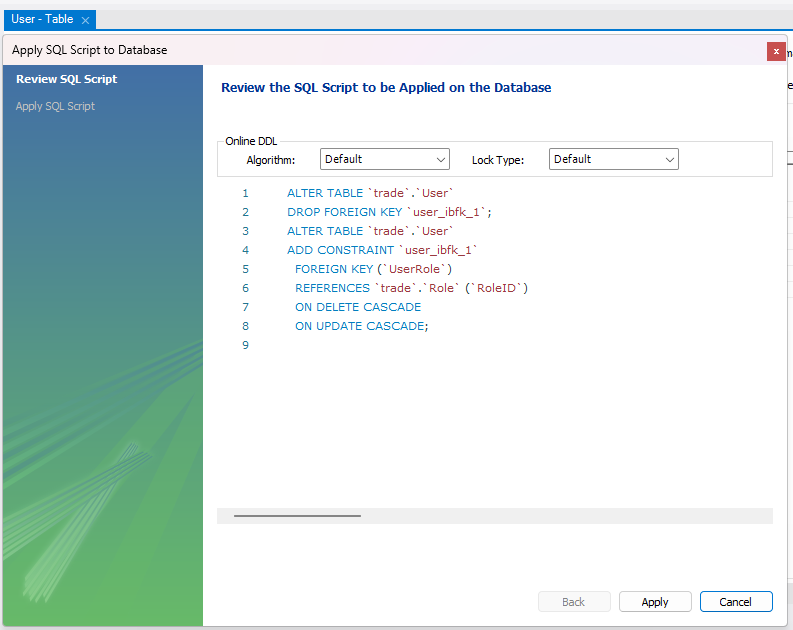 User - Table
Apply SQL Script to Database
Review SQL Script
Apply SQL Script
Review the SQL Script to be Applied on the Database
Online DDL
Algorithm: Default Lock Type: Default
1 ALTER TABLE `trade`.`User`
2 DROP FOREIGN KEY `user_ibfk_1`;
3 ALTER TABLE `trade`.`User`
4 ADD CONSTRAINT `user_ibfk_1`
5 FOREIGN KEY (`UserRole`)
6 REFERENCES `trade`.`Role` (`RoleID`)
7 ON DELETE CASCADE
8 ON UPDATE CASCADE;
9
Back Apply Cancel